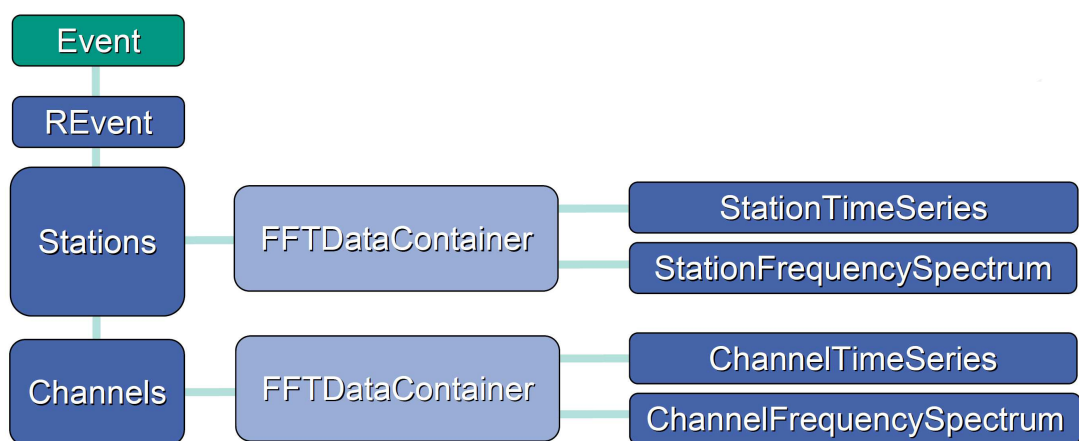 Event
REvent
Stations
FFTDataContainer
StationTimeSeries
StationFrequencySpectrum
Channels
FFTDataContainer
ChannelTimeSeries
ChannelFrequencySpectrum